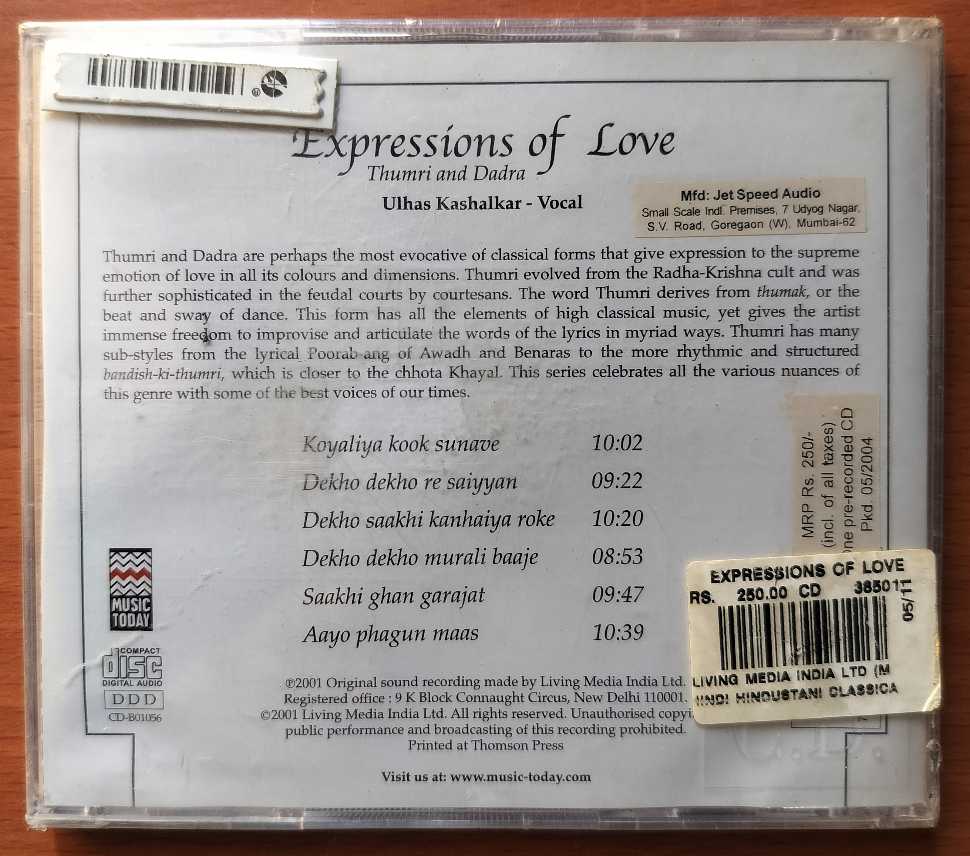 Expressions of Love
Thumri and Dadra
Ulhas Kashalkar - Vocal
Mfd: Jet Speed Audio
Small Scale Indl. Premises, 7 Udyog Nagar,
S.V. Road, Goregaon (W), Mumbai-62
Thumri and Dadra are perhaps the most evocative of classical forms that give expression to the supreme
emotion of love in all its colours and dimensions. Thumri evolved from the Radha-Krishna cult and was
further sophisticated in the feudal courts by courtesans. The word Thumri derives from thumak, or the
beat and sway of dance. This form has all the elements of high classical music, yet gives the artist
immense freedom to improvise and articulate the words of the lyrics in myriad ways. Thumri has many
sub-styles from the lyrical Poorab ang of Awadh and Benaras to the more rhythmic and structured
bandish-ki-thumri, which is closer to the chhota Khayal. This series celebrates all the various nuances of
this genre with some of the best voices of our times.
Koyaliya kook sunave 10:02
Dekho dekho re saiyyan 09:22
Dekho saakhi kanhaiya roke 10:20
Dekho dekho murali baaje 08:53
Saakhi ghan garajat 09:47
Aayo phagun maas 10:39
MRP Rs. 250/-
(incl. of all taxes)
One pre-recorded CD
Pkd. 05/2004
EXPRESSIONS OF LOVE
RS. 250.00 CD 385011
05/11
LIVING MEDIA INDIA LTD (M
HINDI HINDUSTANI CLASSICA
MUSIC
TODAY
COMPACT
disc
DIGITAL AUDIO
DDD
CD-B01056
℗2001 Original sound recording made by Living Media India Ltd.
Registered office : 9 K Block Connaught Circus, New Delhi 110001.
©2001 Living Media India Ltd. All rights reserved. Unauthorised copyi
public performance and broadcasting of this recording prohibited.
Printed at Thomson Press
Visit us at: www.music-today.com